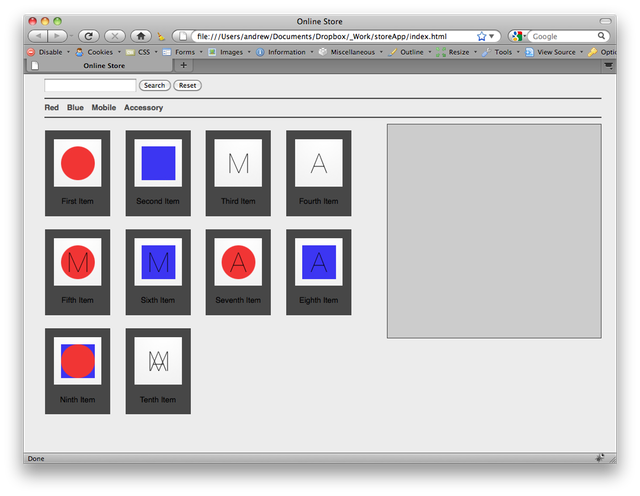 Online Store
file:///Users/andrew/Documents/Dropbox/_Work/storeApp/index.html
Google
Disable Cookies CSS Forms Images Information Miscellaneous Outline Resize Tools View Source Optio
Online Store
Search Reset
Red Blue Mobile Accessory
M A
First Item Second Item Third Item Fourth Item
M M A A
Fifth Item Sixth Item Seventh Item Eighth Item
M A
Ninth Item Tenth Item
Done